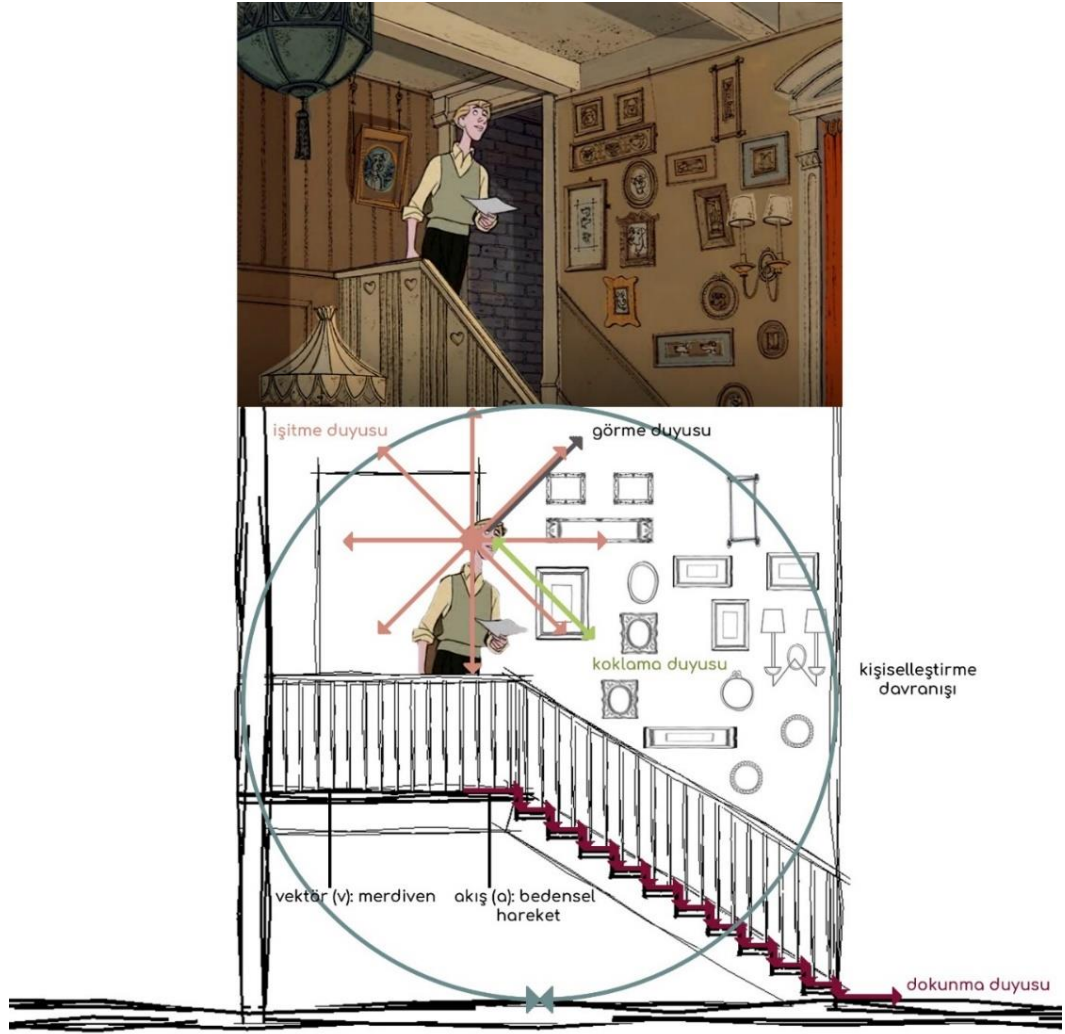 işitme duyusu
görme duyusu
koklama duyusu
kişiselleştirme
davranışı
vektör (v): merdiven
akış (a): bedensel
hareket
dokunma duyusu